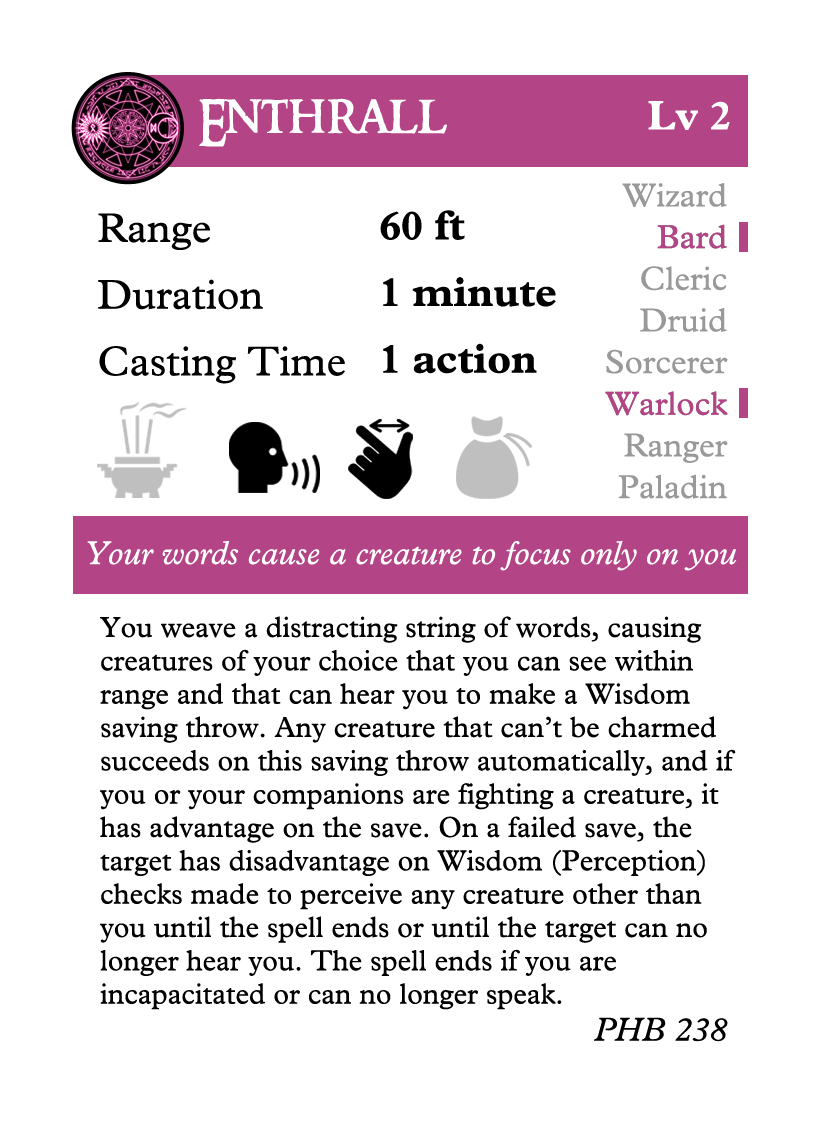 ENTHRALL
Lv 2
Range 60 ft
Duration 1 minute
Casting Time 1 action
Wizard
Bard
Cleric
Druid
Sorcerer
Warlock
Ranger
Paladin
Your words cause a creature to focus only on you
You weave a distracting string of words, causing
creatures of your choice that you can see within
range and that can hear you to make a Wisdom
saving throw. Any creature that can’t be charmed
succeeds on this saving throw automatically, and if
you or your companions are fighting a creature, it
has advantage on the save. On a failed save, the
target has disadvantage on Wisdom (Perception)
checks made to perceive any creature other than
you until the spell ends or until the target can no
longer hear you. The spell ends if you are
incapacitated or can no longer speak.
PHB 238